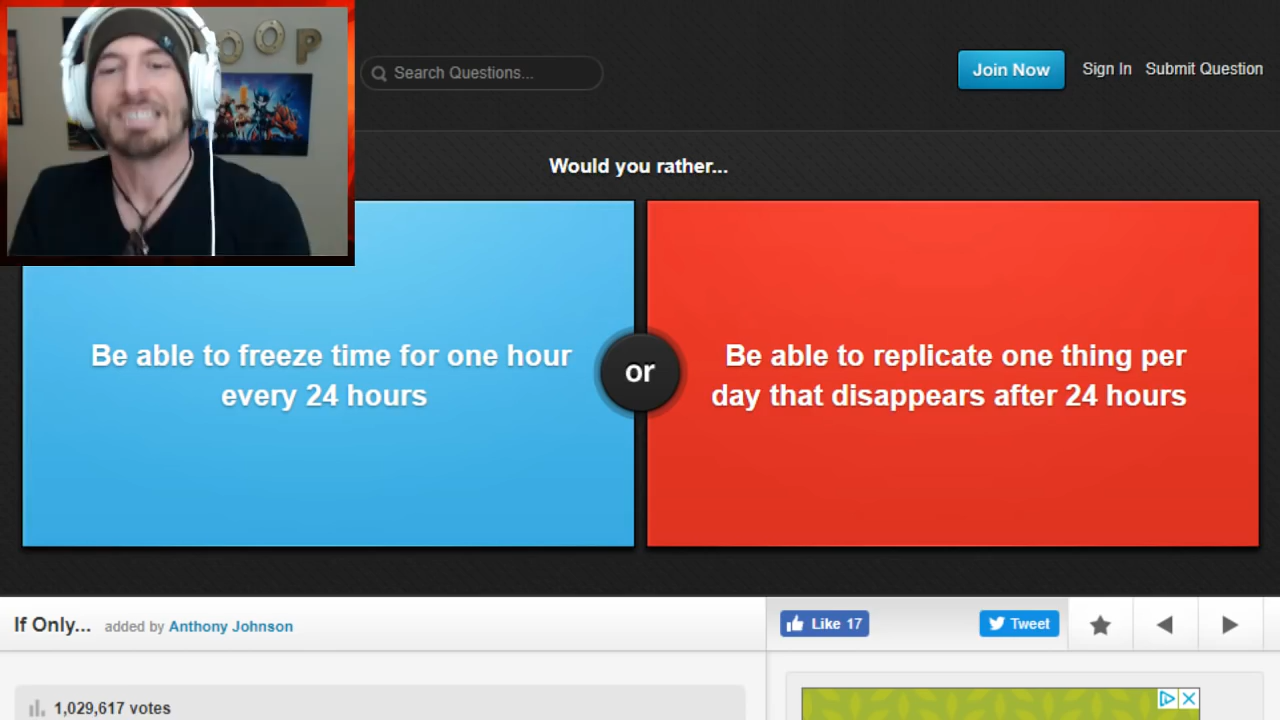 OOP
Search Questions...
Join Now
Sign In
Submit Question
Would you rather...
Be able to freeze time for one hour
every 24 hours
or
Be able to replicate one thing per
day that disappears after 24 hours
If Only...
added by Anthony Johnson
Like 17
Tweet
1,029,617 votes